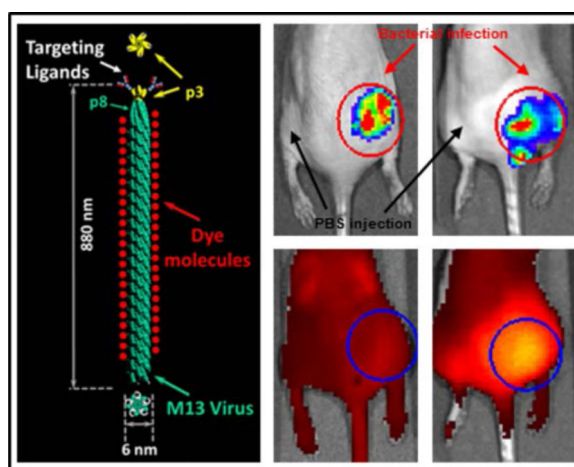 Targeting
Ligands
p3
p8
880 nm
Dye
molecules
M13 Virus
6 nm
Bacterial infection
PBS injection